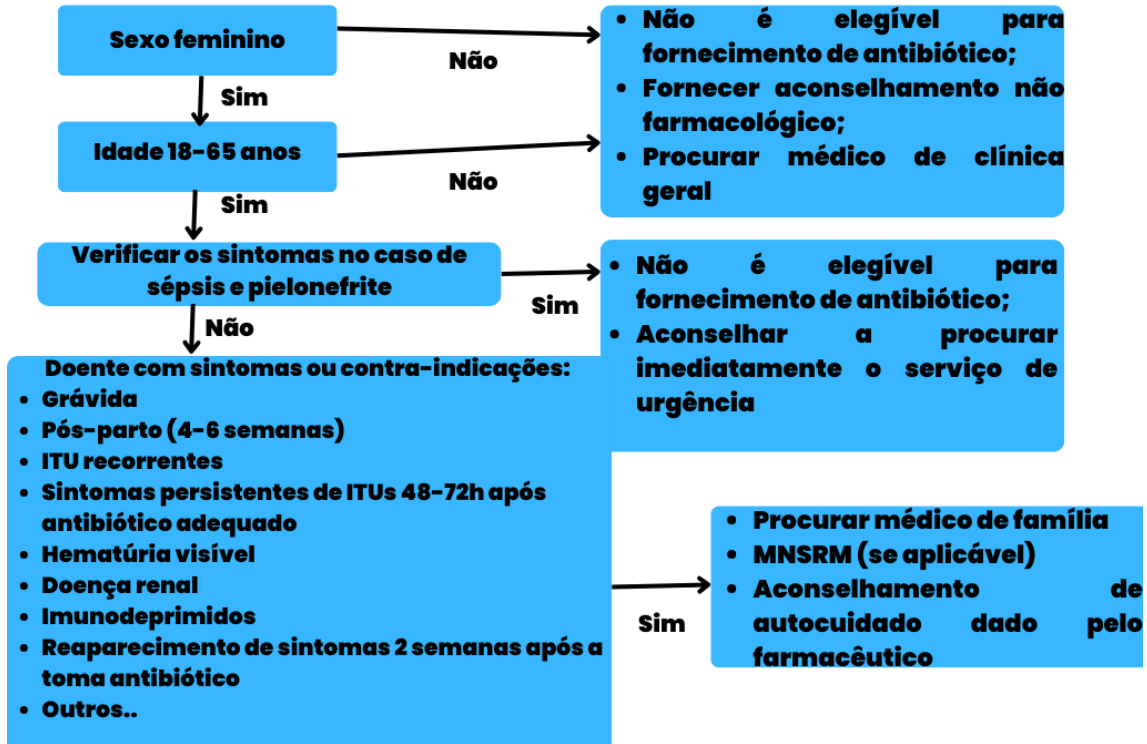 Sexo feminino
Não
• Não é elegível para
fornecimento de antibiótico;
• Fornecer aconselhamento não
farmacológico;
• Procurar médico de clínica
geral
Sim
Idade 18-65 anos
Não
Sim
Verificar os sintomas no caso de
sépsis e pielonefrite
Sim
• Não é elegível para
fornecimento de antibiótico;
• Aconselhar a procurar
imediatamente o serviço de
urgência
Não
Doente com sintomas ou contra-indicações:
• Grávida
• Pós-parto (4-6 semanas)
• ITU recorrentes
• Sintomas persistentes de ITUs 48-72h após
antibiótico adequado
• Hematúria visível
• Doença renal
• Imunodeprimidos
• Reaparecimento de sintomas 2 semanas após a
toma antibiótico
• Outros..
Sim
• Procurar médico de família
• MNSRM (se aplicável)
• Aconselhamento de
autocuidado dado pelo
farmacêutico